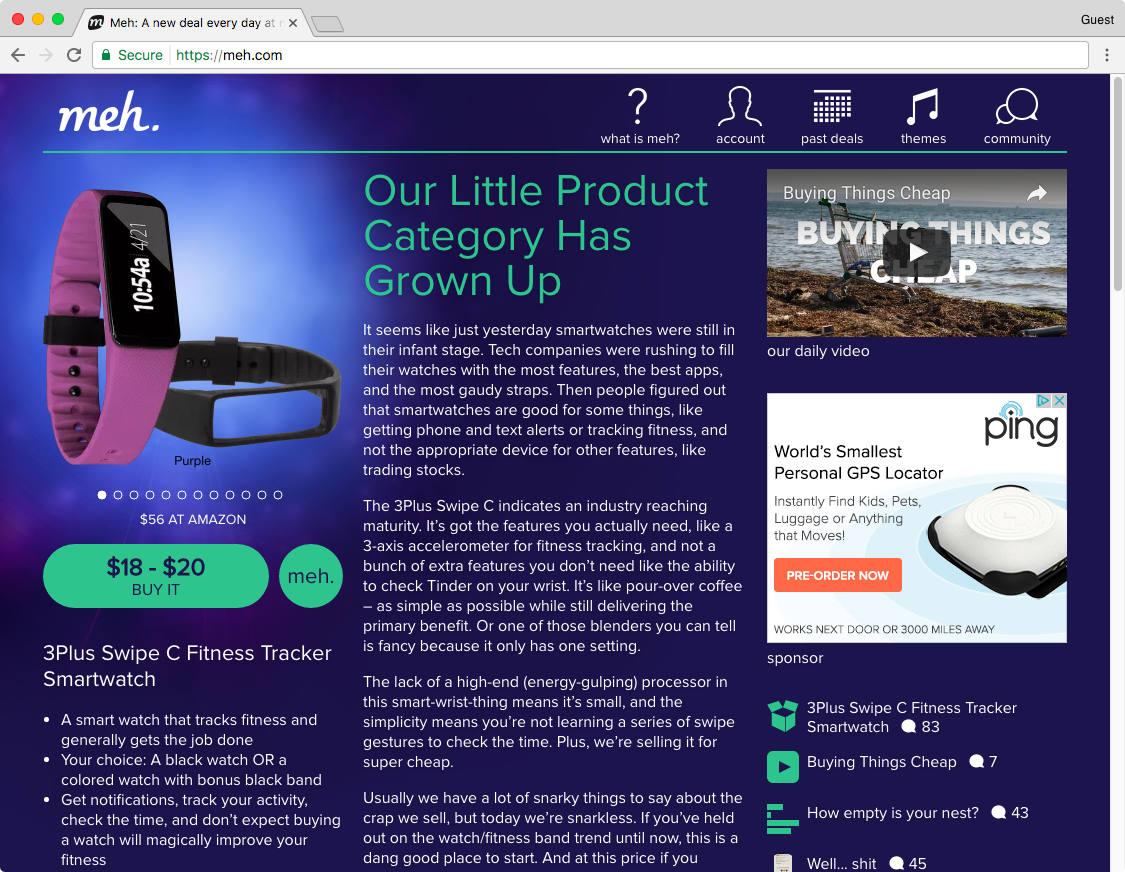 Meh: A new deal every day at
Guest
Secure
https://meh.com
meh.
what is meh?
account
past deals
themes
community
10:54a 4/21
Purple
$56 AT AMAZON
$18 - $20
BUY IT
meh.
3Plus Swipe C Fitness Tracker
Smartwatch
• A smart watch that tracks fitness and
generally gets the job done
• Your choice: A black watch OR a
colored watch with bonus black band
• Get notifications, track your activity,
check the time, and don’t expect buying
a watch will magically improve your
fitness
Our Little Product
Category Has
Grown Up
It seems like just yesterday smartwatches were still in
their infant stage. Tech companies were rushing to fill
their watches with the most features, the best apps,
and the most gaudy straps. Then people figured out
that smartwatches are good for some things, like
getting phone and text alerts or tracking fitness, and
not the appropriate device for other features, like
trading stocks.
The 3Plus Swipe C indicates an industry reaching
maturity. It’s got the features you actually need, like a
3-axis accelerometer for fitness tracking, and not a
bunch of extra features you don’t need like the ability
to check Tinder on your wrist. It’s like pour-over coffee
– as simple as possible while still delivering the
primary benefit. Or one of those blenders you can tell
is fancy because it only has one setting.
The lack of a high-end (energy-gulping) processor in
this smart-wrist-thing means it’s small, and the
simplicity means you’re not learning a series of swipe
gestures to check the time. Plus, we’re selling it for
super cheap.
Usually we have a lot of snarky things to say about the
crap we sell, but today we’re snarkless. If you’ve held
out on the watch/fitness band trend until now, this is a
dang good place to start. And at this price if you
Buying Things Cheap
BUYING THINGS
CHEAP
our daily video
ping
World’s Smallest
Personal GPS Locator
Instantly Find Kids, Pets,
Luggage or Anything
that Moves!
PRE-ORDER NOW
WORKS NEXT DOOR OR 3000 MILES AWAY
sponsor
3Plus Swipe C Fitness Tracker
Smartwatch 83
Buying Things Cheap 7
How empty is your nest? 43
Well... shit 45